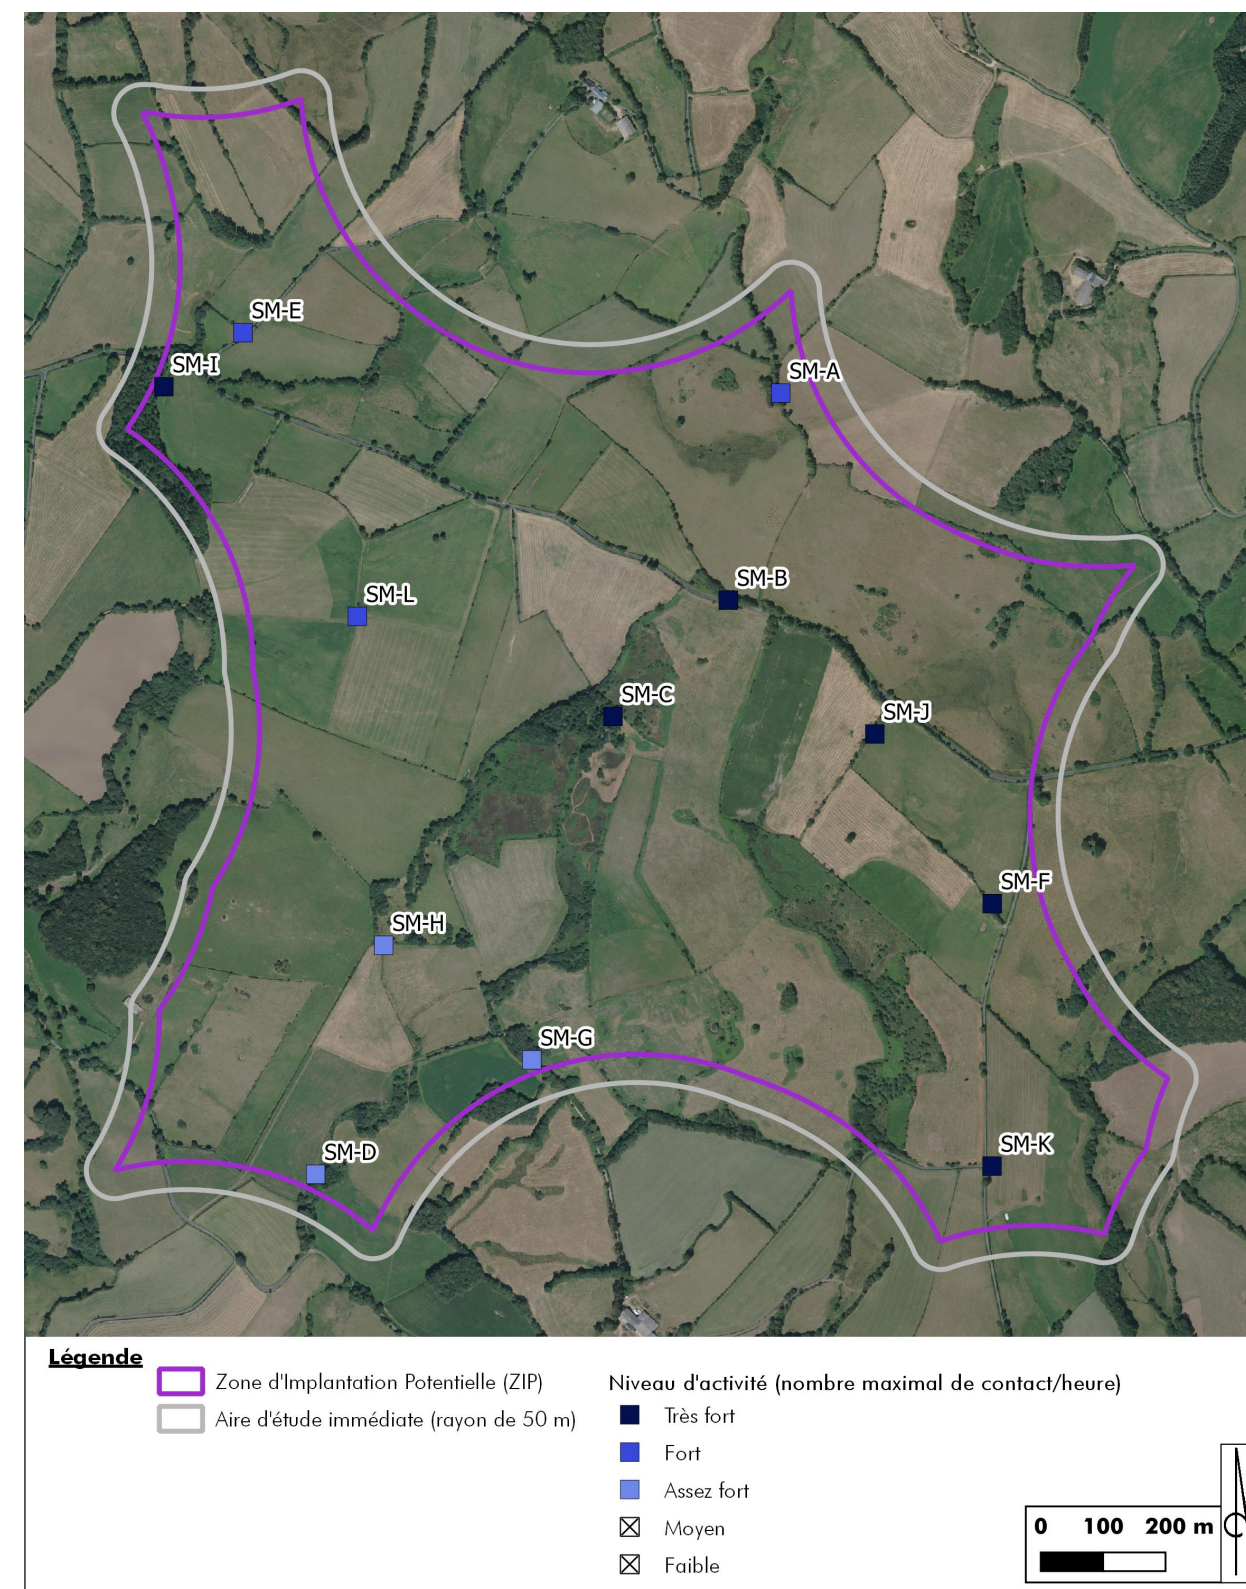 SM-E
SM-I
SM-A
SM-B
SM-L
SM-C
SM-J
SM-F
SM-H
SM-G
SM-D
SM-K
Légende
Zone d'Implantation Potentielle (ZIP)
Aire d'étude immédiate (rayon de 50 m)
Niveau d'activité (nombre maximal de contact/heure)
Très fort
Fort
Assez fort
Moyen
Faible
0 100 200 m